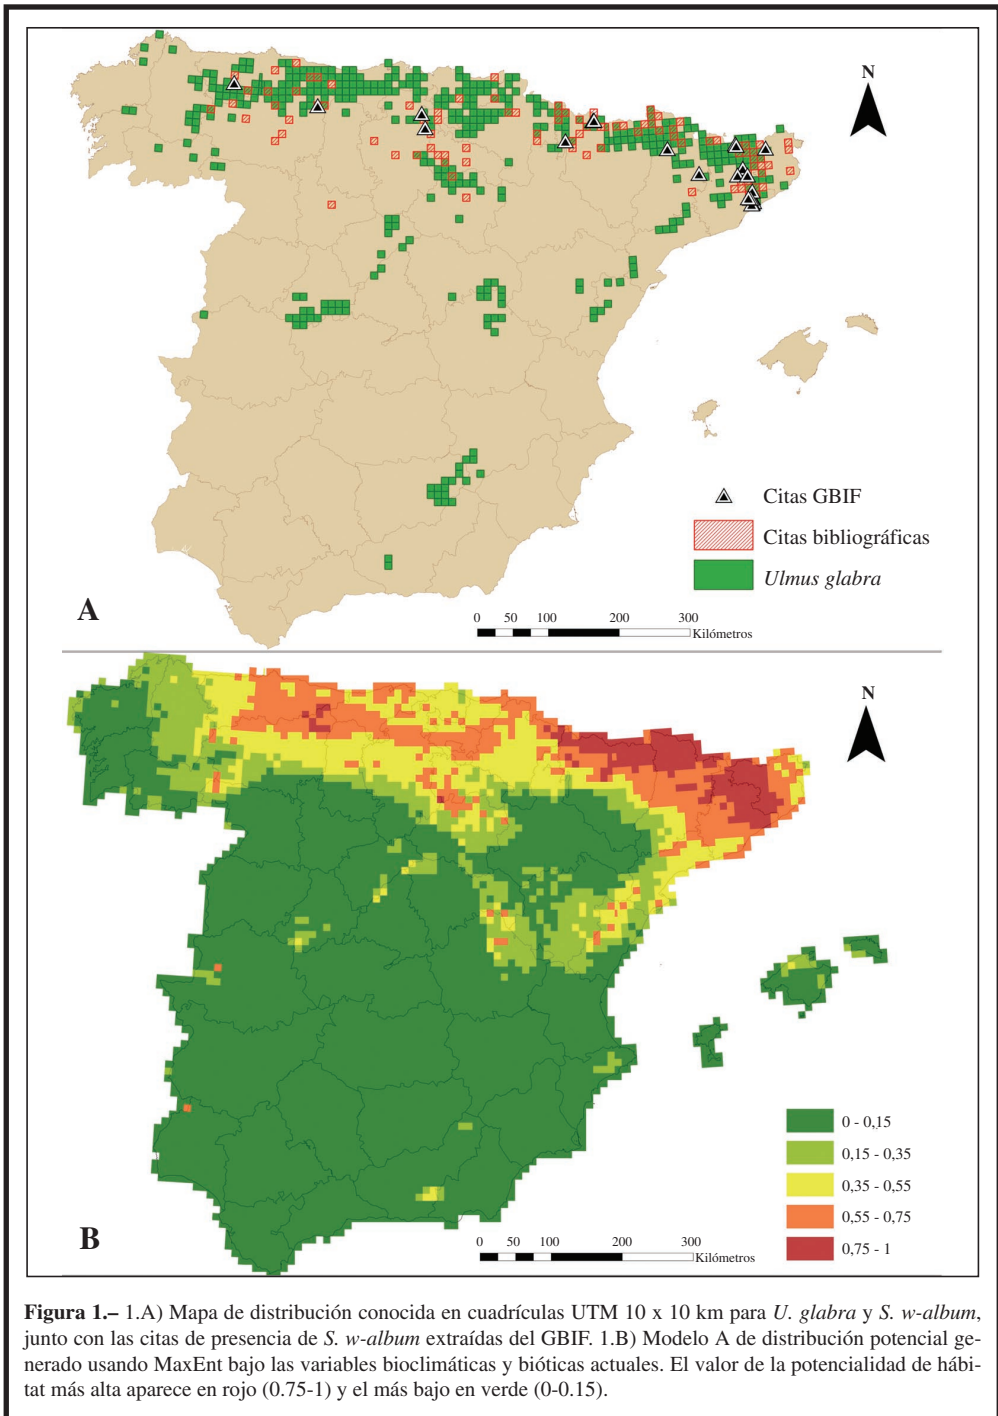 N
Citas GBIF
Citas bibliográficas
Ulmus glabra
A
0 50 100 200 300
Kilómetros
N
0 - 0,15
0,15 - 0,35
0,35 - 0,55
0,55 - 0,75
0,75 - 1
B
0 50 100 200 300
Kilómetros
Figura 1.– 1.A) Mapa de distribución conocida en cuadrículas UTM 10 x 10 km para U. glabra y S. w-album,
junto con las citas de presencia de S. w-album extraídas del GBIF. 1.B) Modelo A de distribución potencial ge-
nerado usando MaxEnt bajo las variables bioclimáticas y bióticas actuales. El valor de la potencialidad de hábi-
tat más alta aparece en rojo (0.75-1) y el más bajo en verde (0-0.15).